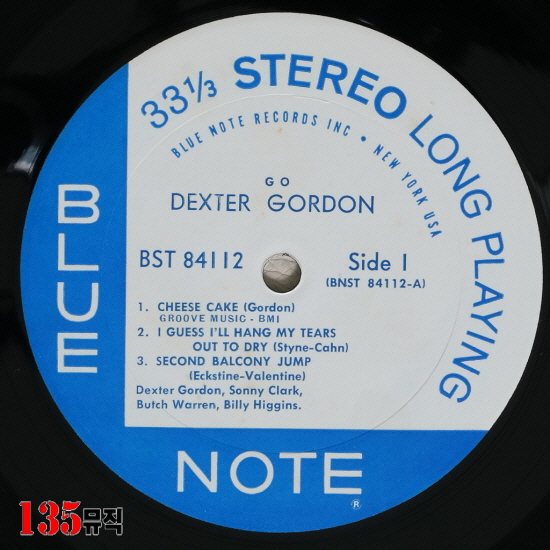 33⅓ STEREO LONG PLAYING
BLUE NOTE RECORDS INC • NEW YORK USA
GO
DEXTER GORDON
BST 84112
Side 1
(BNST 84112-A)
1. CHEESE CAKE (Gordon)
GROOVE MUSIC - BMI
2. I GUESS I'LL HANG MY TEARS
OUT TO DRY (Styne-Cahn)
3. SECOND BALCONY JUMP
(Eckstine-Valentine)
Dexter Gordon, Sonny Clark,
Butch Warren, Billy Higgins.
BLUE
NOTE®
135뮤직